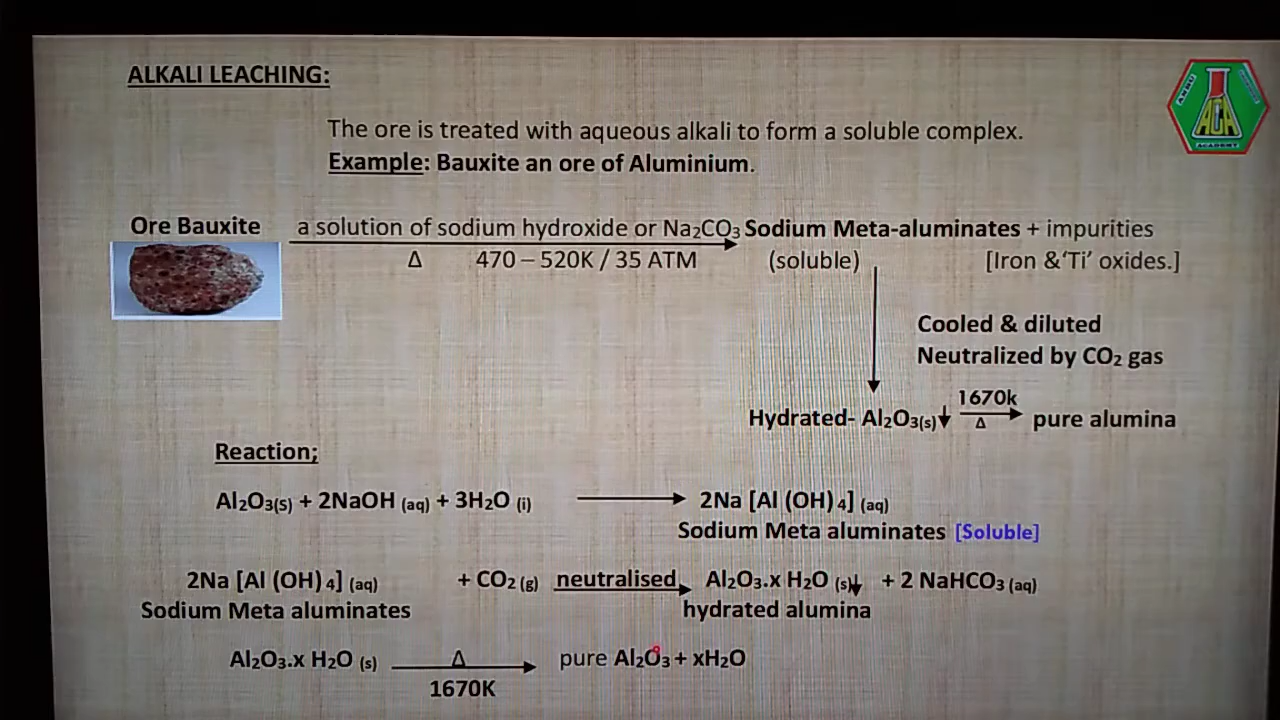 ALKALI LEACHING:
The ore is treated with aqueous alkali to form a soluble complex.
Example: Bauxite an ore of Aluminium.
Ore Bauxite a solution of sodium hydroxide or Na₂CO₃ Sodium Meta-aluminates + impurities
Δ 470 – 520K / 35 ATM (soluble) [Iron &‘Ti’ oxides.]
Cooled & diluted
Neutralized by CO₂ gas
1670k
Hydrated- Al₂O₃(s)↓ → pure alumina
Δ
Reaction;
Al₂O₃(s) + 2NaOH (aq) + 3H₂O (i) → 2Na [Al (OH) ₄] (aq)
Sodium Meta aluminates [Soluble]
2Na [Al (OH) ₄] (aq) + CO₂ (g) neutralised → Al₂O₃.x H₂O (s)↓ + 2 NaHCO₃ (aq)
Sodium Meta aluminates hydrated alumina
Al₂O₃.x H₂O (s) Δ → pure Al₂O₃ + xH₂O
1670K
ACA
ACADEMY